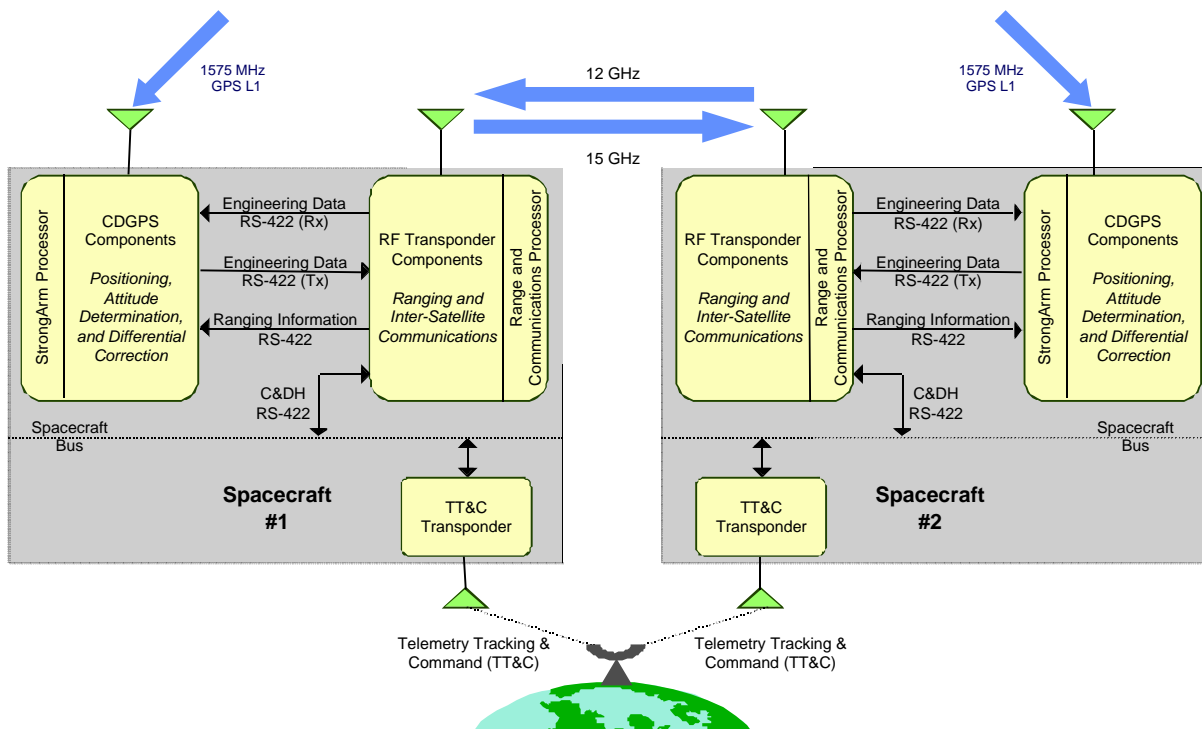 1575 MHz
GPS L1
12 GHz
15 GHz
1575 MHz
GPS L1
StrongArm Processor
CDGPS
Components
Positioning,
Attitude
Determination,
and Differential
Correction
Engineering Data
RS-422 (Rx)
Engineering Data
RS-422 (Tx)
Ranging Information
RS-422
C&DH
RS-422
RF Transponder
Components
Ranging and
Inter-Satellite
Communications
Range and
Communications Processor
Spacecraft
Bus
Spacecraft
#1
TT&C
Transponder
RF Transponder
Components
Ranging and
Inter-Satellite
Communications
Range and
Communications Processor
Engineering Data
RS-422 (Rx)
Engineering Data
RS-422 (Tx)
Ranging Information
RS-422
C&DH
RS-422
StrongArm Processor
CDGPS
Components
Positioning,
Attitude
Determination,
and Differential
Correction
Spacecraft
Bus
TT&C
Transponder
Spacecraft
#2
Telemetry Tracking &
Command (TT&C)
Telemetry Tracking &
Command (TT&C)